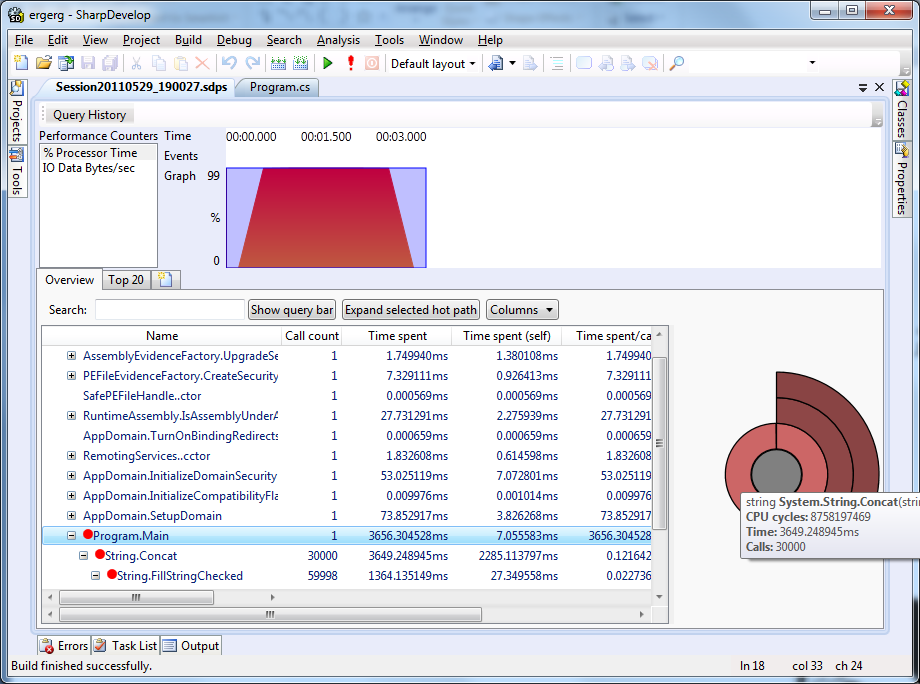 ergerg - SharpDevelop
File Edit View Project Build Debug Search Analysis Tools Window Help
Default layout
Session20110529_190027.sdps Program.cs
Projects
Tools
Classes
Properties
Query History
Performance Counters
% Processor Time
IO Data Bytes/sec
Time 00:00.000 00:01.500 00:03.000
Events
Graph 99
%
0
Overview Top 20
Search: Show query bar Expand selected hot path Columns
Name Call count Time spent Time spent (self) Time spent/ca
AssemblyEvidenceFactory.UpgradeSe 1 1.749940ms 1.380108ms 1.749940
PEFileEvidenceFactory.CreateSecurity 1 7.329111ms 0.926413ms 7.329111
SafePEFileHandle..ctor 1 0.000569ms 0.000569ms 0.000569
RuntimeAssembly.IsAssemblyUnderA 1 27.731291ms 2.275939ms 27.731291
AppDomain.TurnOnBindingRedirects 1 0.000659ms 0.000659ms 0.000659
RemotingServices..cctor 1 1.832608ms 0.614598ms 1.832608
AppDomain.InitializeDomainSecurity 1 53.025119ms 7.072801ms 53.025119
AppDomain.InitializeCompatibilityFla 1 0.009976ms 0.001014ms 0.009976
AppDomain.SetupDomain 1 73.852917ms 3.826268ms 73.852917
Program.Main 1 3656.304528ms 7.055583ms 3656.304528
String.Concat 30000 3649.248945ms 2285.113797ms 0.121642
String.FillStringChecked 59998 1364.135149ms 27.349558ms 0.022736
string System.String.Concat(strin
CPU cycles: 8758197469
Time: 3649.248945ms
Calls: 30000
Errors Task List Output
Build finished successfully. ln 18 col 33 ch 24